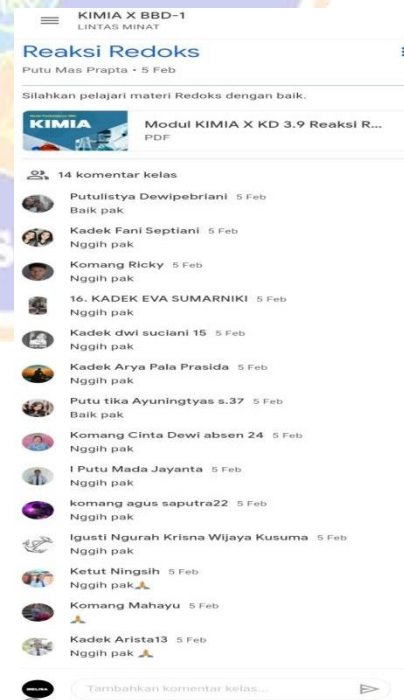 KIMIA X BBD-1
LINTAS MINAT
Reaksi Redoks
Putu Mas Prapta • 5 Feb
Silahkan pelajari materi Redoks dengan baik.
KIMIA
Modul KIMIA X KD 3.9 Reaksi R...
PDF
14 komentar kelas
Putulistya Dewipebriani 5 Feb
Baik pak
Kadek Fani Septiani 5 Feb
Nggih pak
Komang Ricky 5 Feb
Nggih pak
16. KADEK EVA SUMARNIKI 5 Feb
Nggih pak
Kadek dwi suciani 15 5 Feb
Nggih pak
Kadek Arya Pala Prasida 5 Feb
Nggih pak
Putu tika Ayuningtyas s.37 5 Feb
Baik pak
Komang Cinta Dewi absen 24 5 Feb
Nggih pak
I Putu Mada Jayanta 5 Feb
Nggih pak
komang agus saputra22 5 Feb
Nggih pak
Igusti Ngurah Krisna Wijaya Kusuma 5 Feb
Nggih pak
Ketut Ningsih 5 Feb
Nggih pak🙏
Komang Mahayu 5 Feb
🙏
Kadek Arista13 5 Feb
Nggih pak 🙏
Tambahkan komentar kelas...